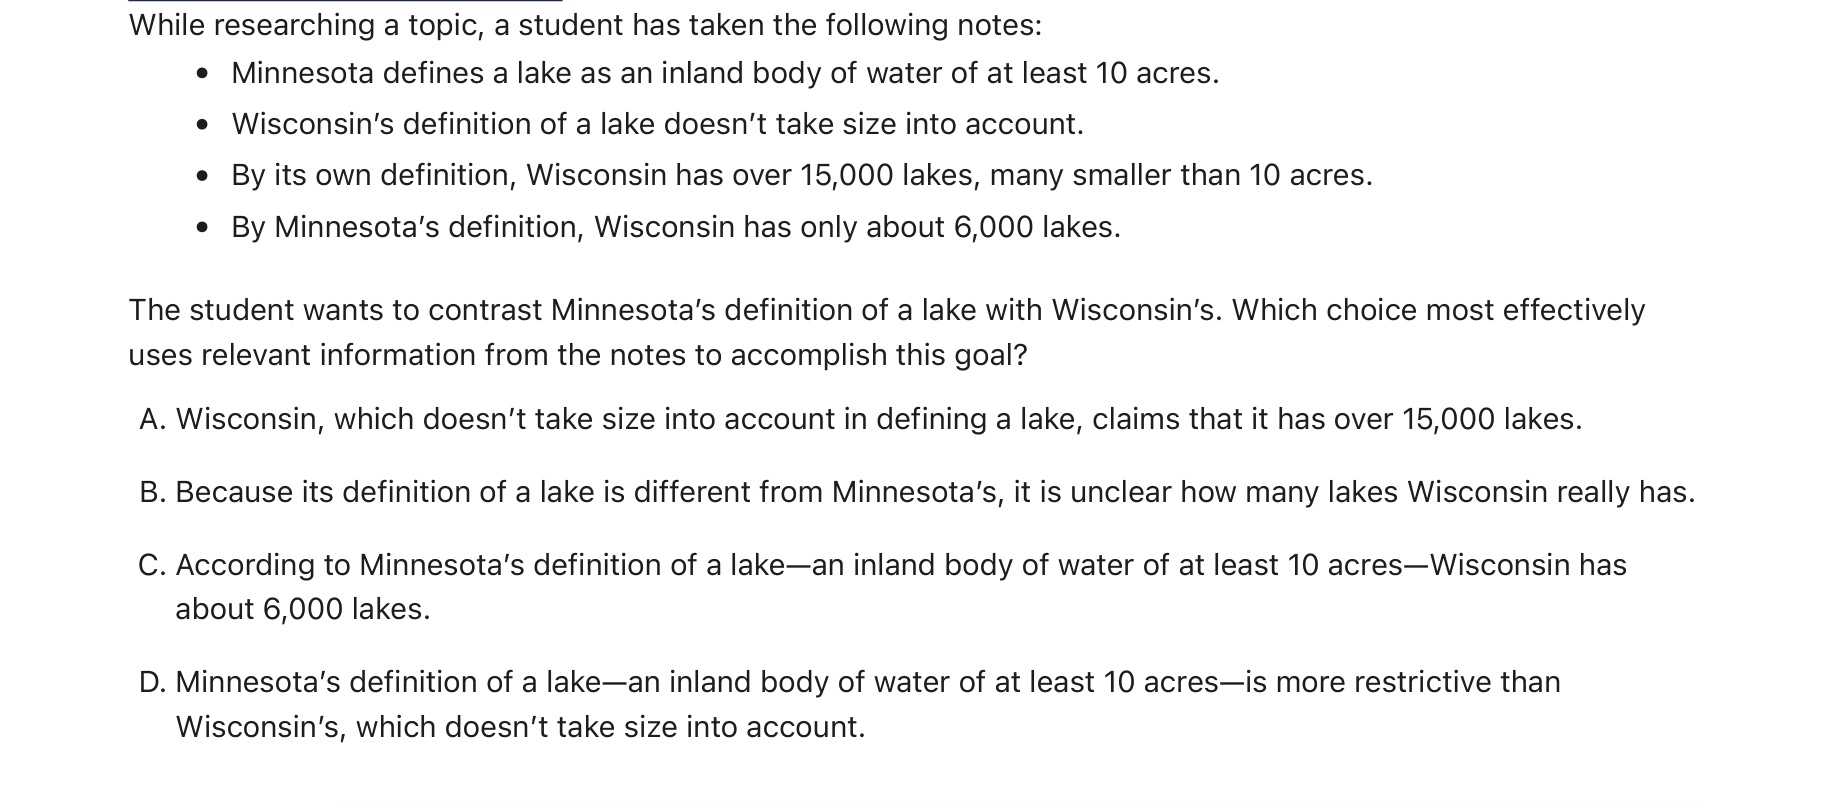 While researching a topic, a student has taken the following notes:
• Minnesota defines a lake as an inland body of water of at least 10 acres.
• Wisconsin’s definition of a lake doesn’t take size into account.
• By its own definition, Wisconsin has over 15,000 lakes, many smaller than 10 acres.
• By Minnesota’s definition, Wisconsin has only about 6,000 lakes.
The student wants to contrast Minnesota’s definition of a lake with Wisconsin’s. Which choice most effectively
uses relevant information from the notes to accomplish this goal?
A. Wisconsin, which doesn’t take size into account in defining a lake, claims that it has over 15,000 lakes.
B. Because its definition of a lake is different from Minnesota’s, it is unclear how many lakes Wisconsin really has.
C. According to Minnesota’s definition of a lake—an inland body of water of at least 10 acres—Wisconsin has
about 6,000 lakes.
D. Minnesota’s definition of a lake—an inland body of water of at least 10 acres—is more restrictive than
Wisconsin’s, which doesn’t take size into account.